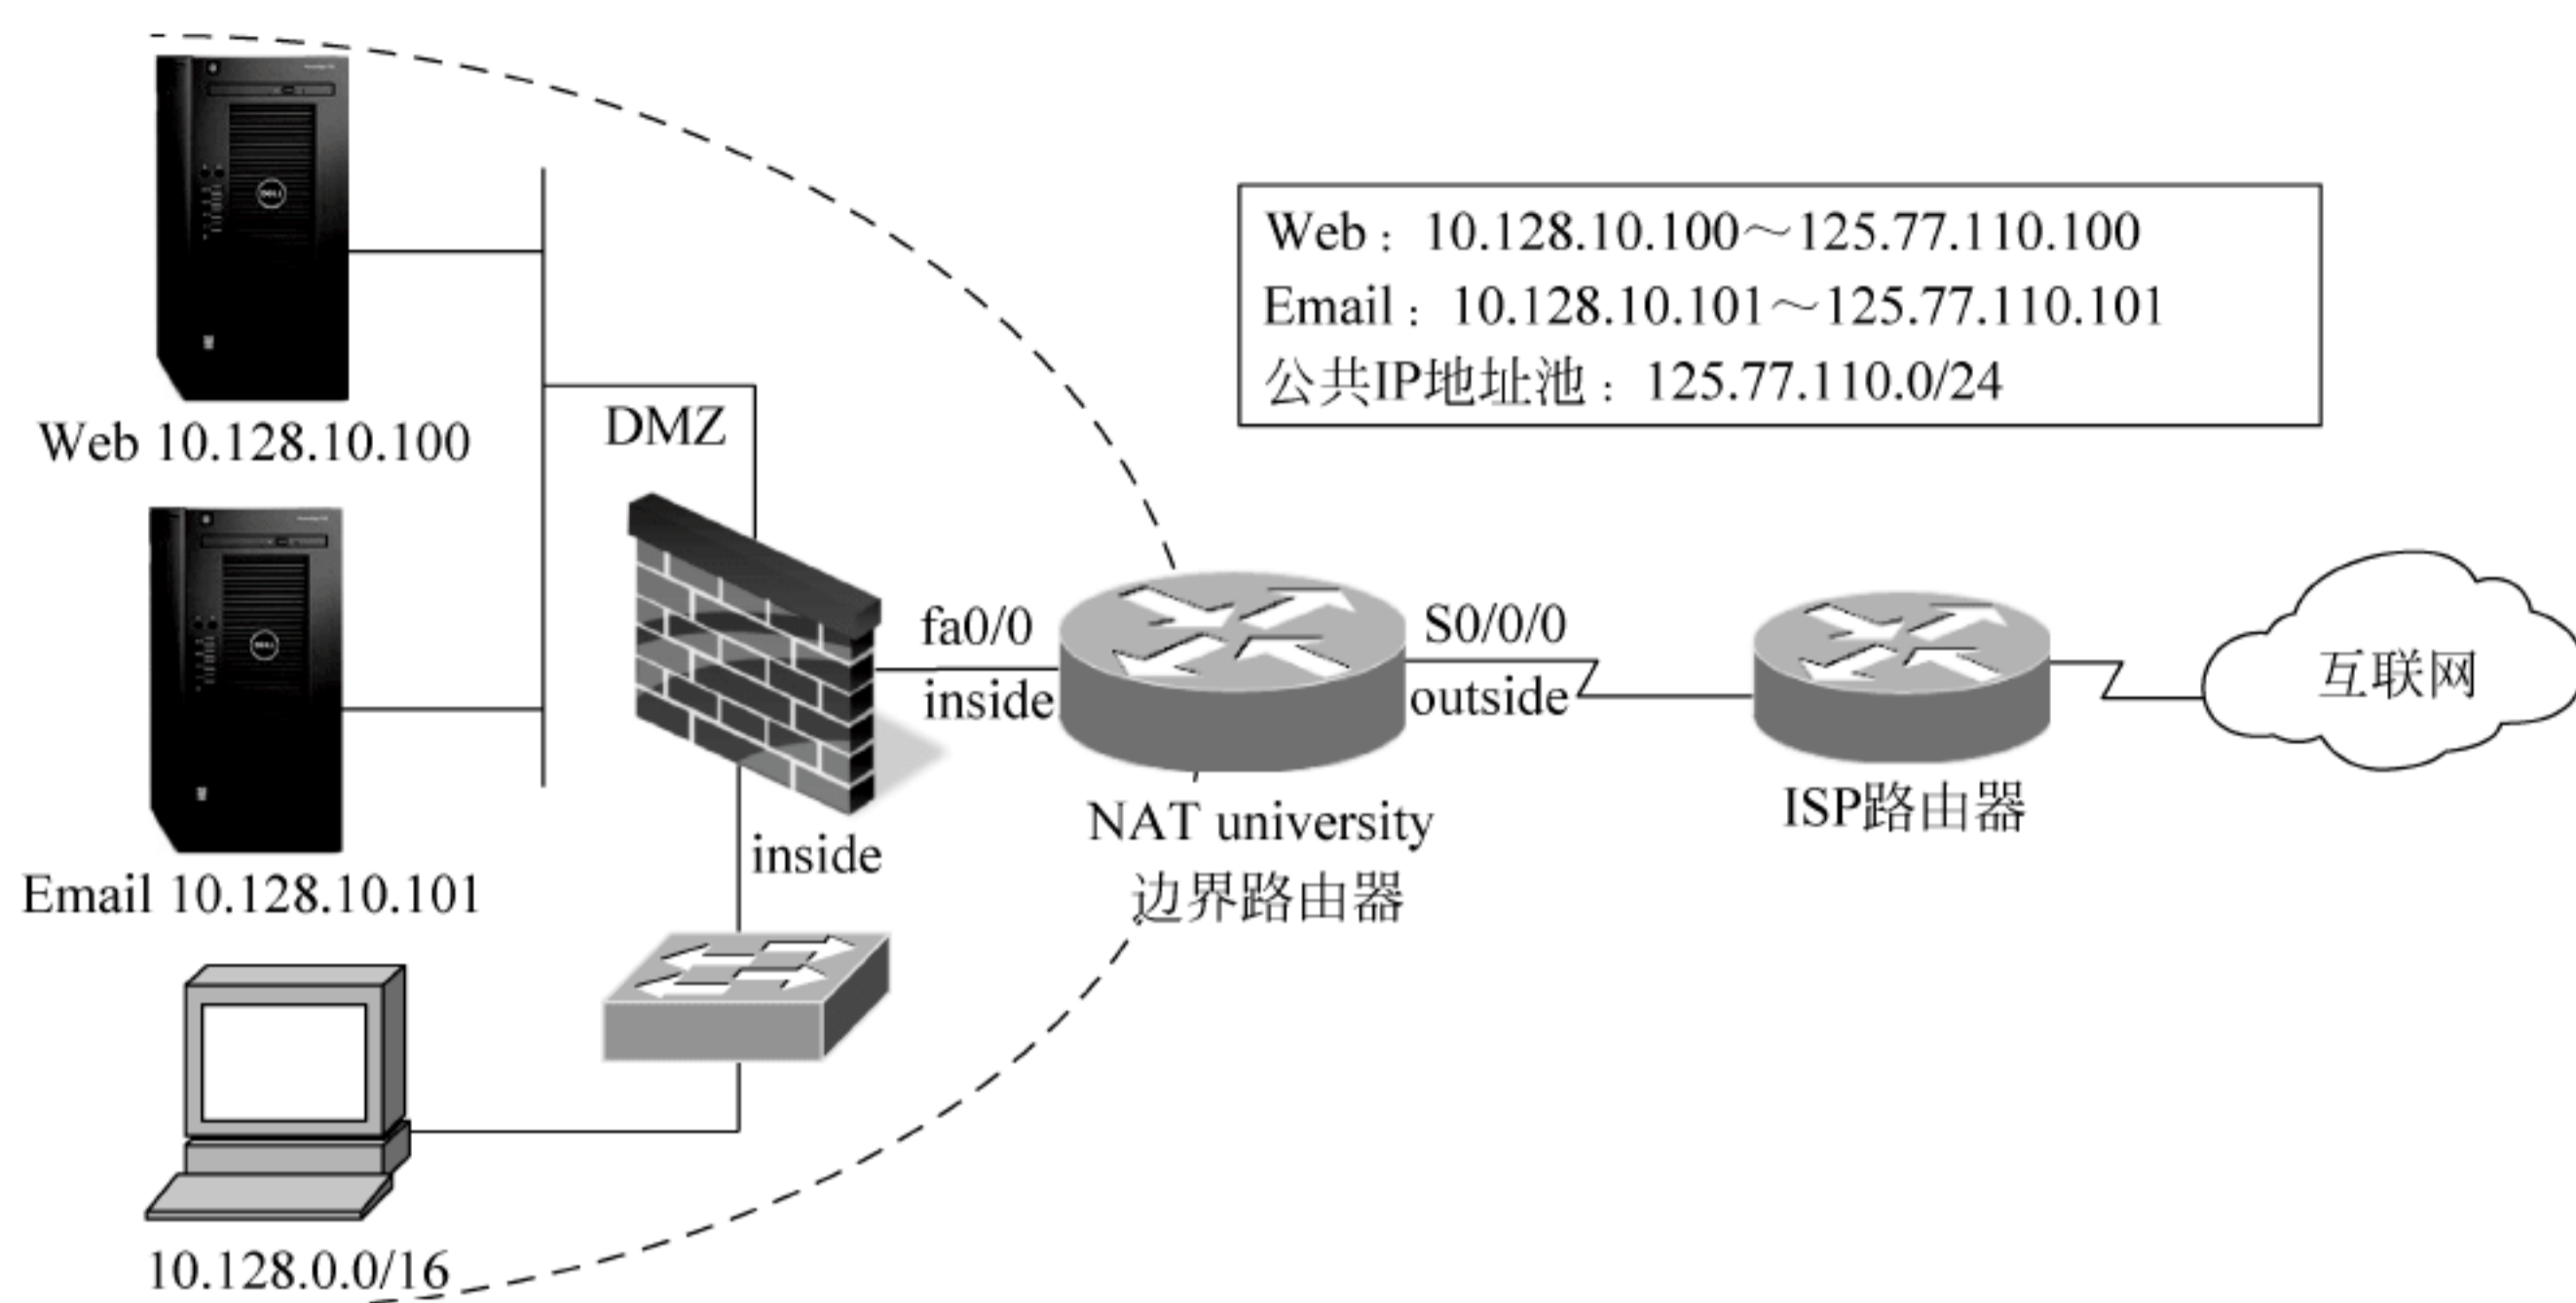 Web：10.128.10.100～125.77.110.100
Email：10.128.10.101～125.77.110.101
公共IP地址池：125.77.110.0/24
Web 10.128.10.100
DMZ
Email 10.128.10.101
fa0/0
inside
S0/0/0
outside
互联网
NAT university
边界路由器
ISP路由器
inside
10.128.0.0/16
DELL
DELL